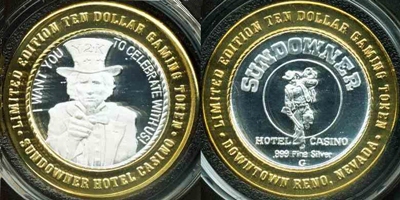 LIMITED EDITION TEN DOLLAR GAMING TOKEN
I WANT YOU TO CELEBRATE WITH US!
SUNDOWNER HOTEL CASINO
LIMITED EDITION TEN DOLLAR GAMING TOKEN
SUNDOWNER
HOTEL CASINO
.999 Fine Silver
G
DOWNTOWN RENO, NEVADA